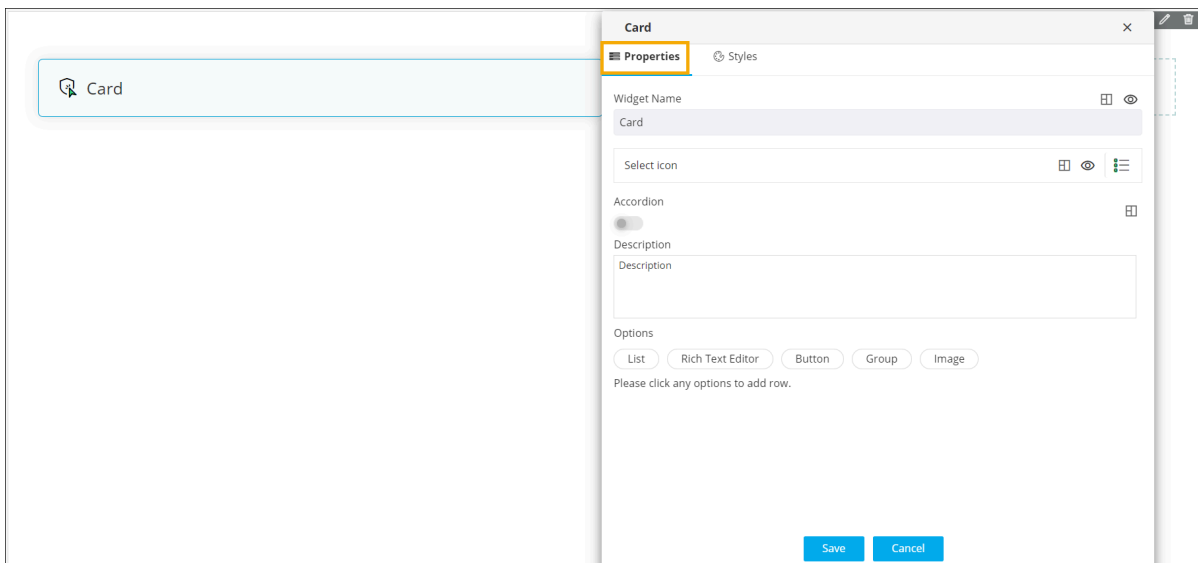 Card
Card
Properties
Styles
Widget Name
Card
Select icon
Accordion
Description
Description
Options
List Rich Text Editor Button Group Image
Please click any options to add row.
Save Cancel